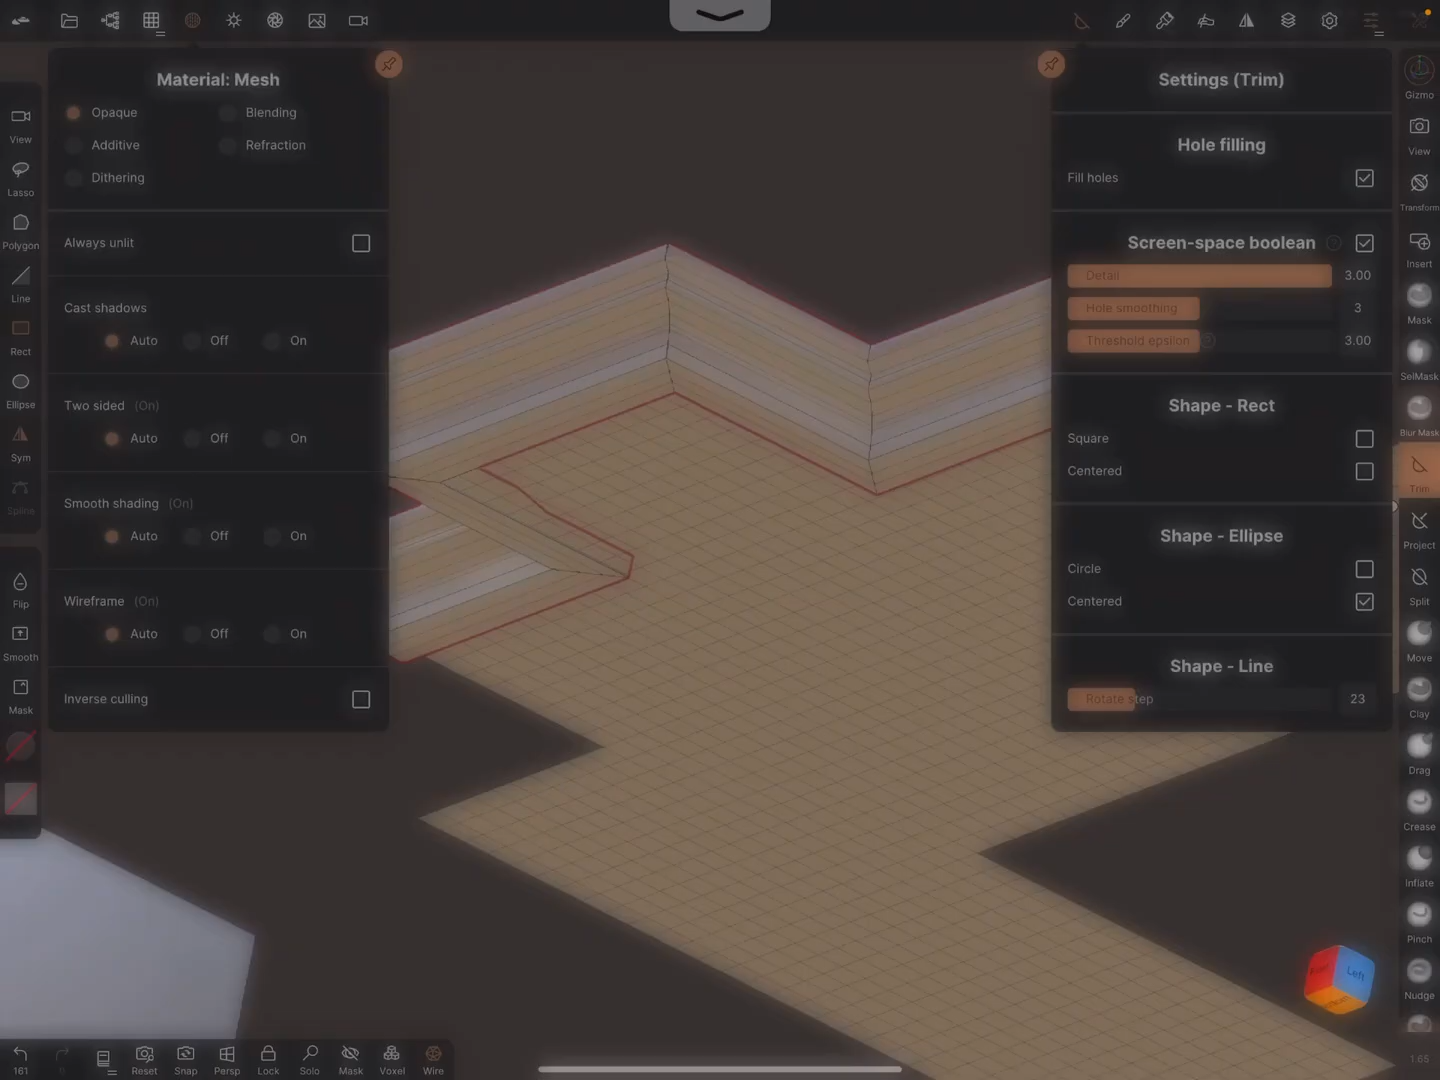 Material: Mesh
Opaque
Blending
Additive
Refraction
Dithering
Always unlit
Cast shadows
Auto
Off
On
Two sided (On)
Auto
Off
On
Smooth shading (On)
Auto
Off
On
Wireframe (On)
Auto
Off
On
Inverse culling
View
Lasso
Polygon
Line
Rect
Ellipse
Sym
Spline
Flip
Smooth
Mask
Settings (Trim)
Hole filling
Fill holes
Screen-space boolean
Detail 3.00
Hole smoothing 3
Threshold epsilon 3.00
Shape - Rect
Square
Centered
Shape - Ellipse
Circle
Centered
Shape - Line
Rotate step 23
Gizmo
View
Transform
Insert
Mask
SelMask
Blur Mask
Trim
Project
Split
Move
Clay
Drag
Crease
Inflate
Pinch
Nudge
Left
161
Reset
Snap
Persp
Lock
Solo
Mask
Voxel
Wire
1.65